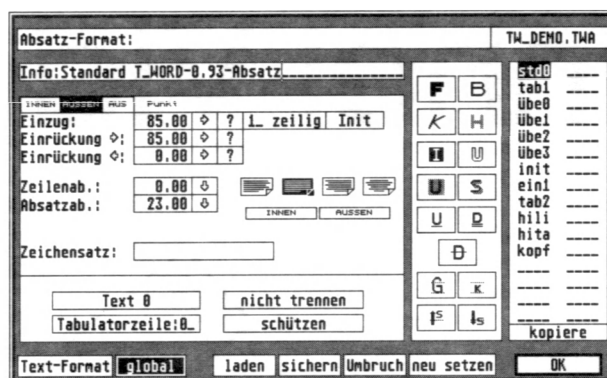 Absatz-Format:
TW_DEMO.TWA
Info:Standard T_WORD-0.93-Absatz
INNEN AUSSEN AUS Punkt
Einzug: 85.00 ? 1_ zeilig Init
Einrückung ⇨: 85.00 ?
Einrückung ⇦: 0.00 ?
Zeilenab.: 0.00
Absatzab.: 23.00
INNEN AUSSEN
Zeichensatz:
Text 0 nicht trennen
Tabulatorzeile:0_ schützen
F B
K H
I U
U S
U D
D
G K
S S
std0
tab1
übe0
übe1
übe2
übe3
init
ein1
tab2
hili
hita
kopf
kopiere
Text-Format global laden sichern Umbruch neu setzen OK